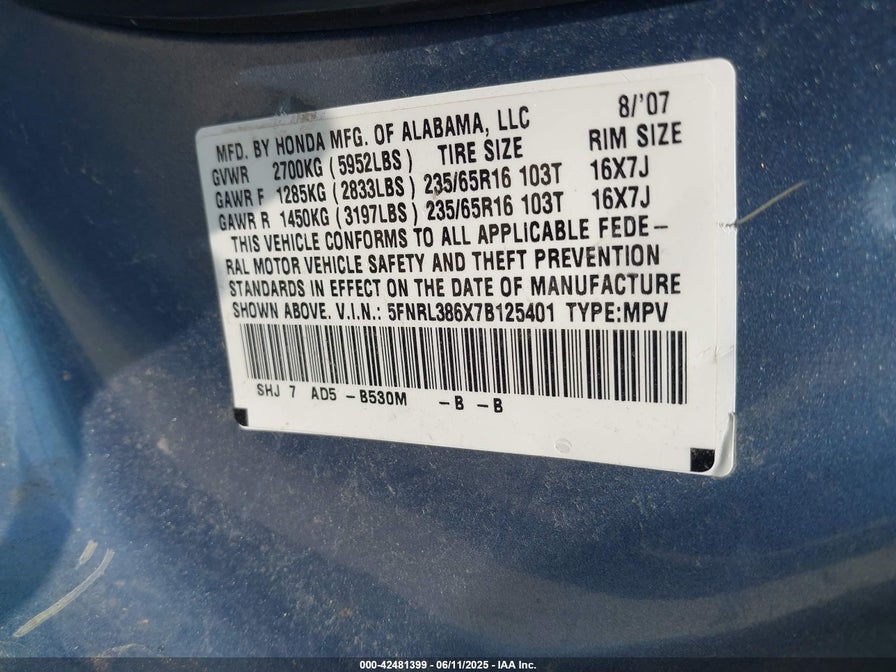 8/'07
MFD. BY HONDA MFG. OF ALABAMA, LLC
GVWR 2700KG (5952LBS) TIRE SIZE RIM SIZE
GAWR F 1285KG (2833LBS) 235/65R16 103T 16X7J
GAWR R 1450KG (3197LBS) 235/65R16 103T 16X7J
THIS VEHICLE CONFORMS TO ALL APPLICABLE FEDE-
RAL MOTOR VEHICLE SAFETY AND THEFT PREVENTION
STANDARDS IN EFFECT ON THE DATE OF MANUFACTURE
SHOWN ABOVE. V.I.N.: 5FNRL386X7B125401 TYPE:MPV
SHJ 7 AD5 -B530M -B -B
000-42481399 - 06/11/2025 - IAA Inc.